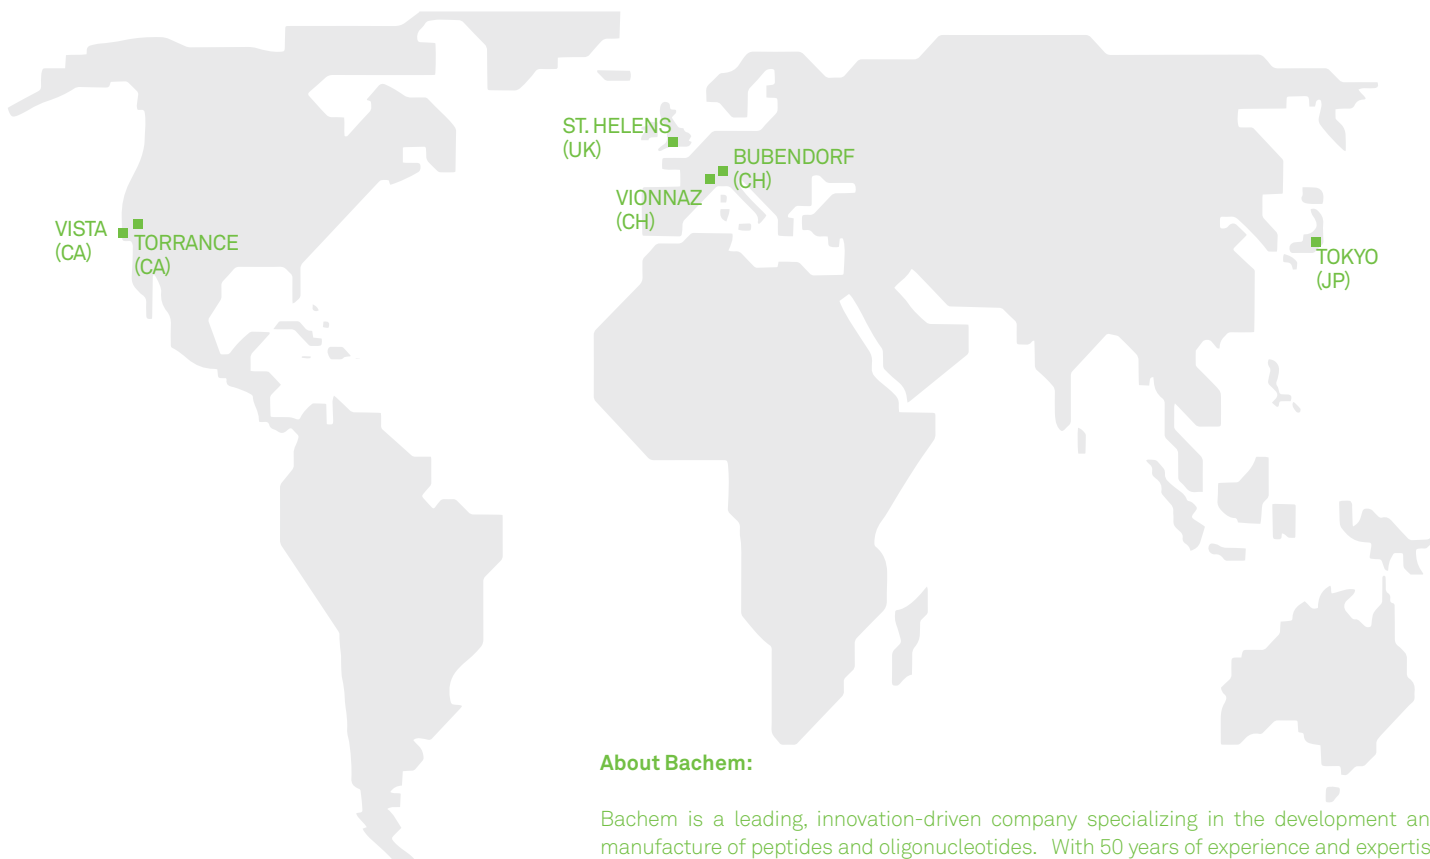 ST. HELENS
(UK)
BUBENDORF
(CH)
VIONNAZ
(CH)
VISTA
(CA)
TORRANCE
(CA)
TOKYO
(JP)
About Bachem:
Bachem is a leading, innovation-driven company specializing in the development an
manufacture of peptides and oligonucleotides. With 50 years of experience and expertis